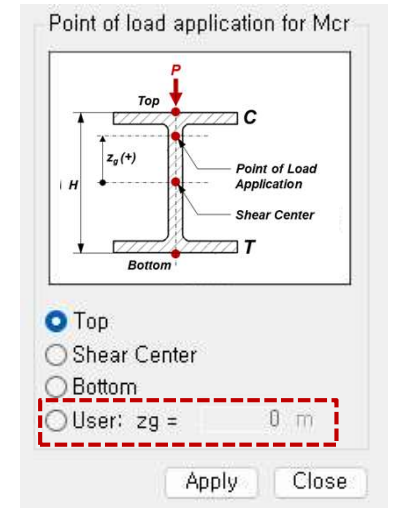 Point of load application for Mcr
P
Top
C
zg (+)
H
Point of Load
Application
Shear Center
T
Bottom
Top
Shear Center
Bottom
User: zg = 0 m
Apply Close